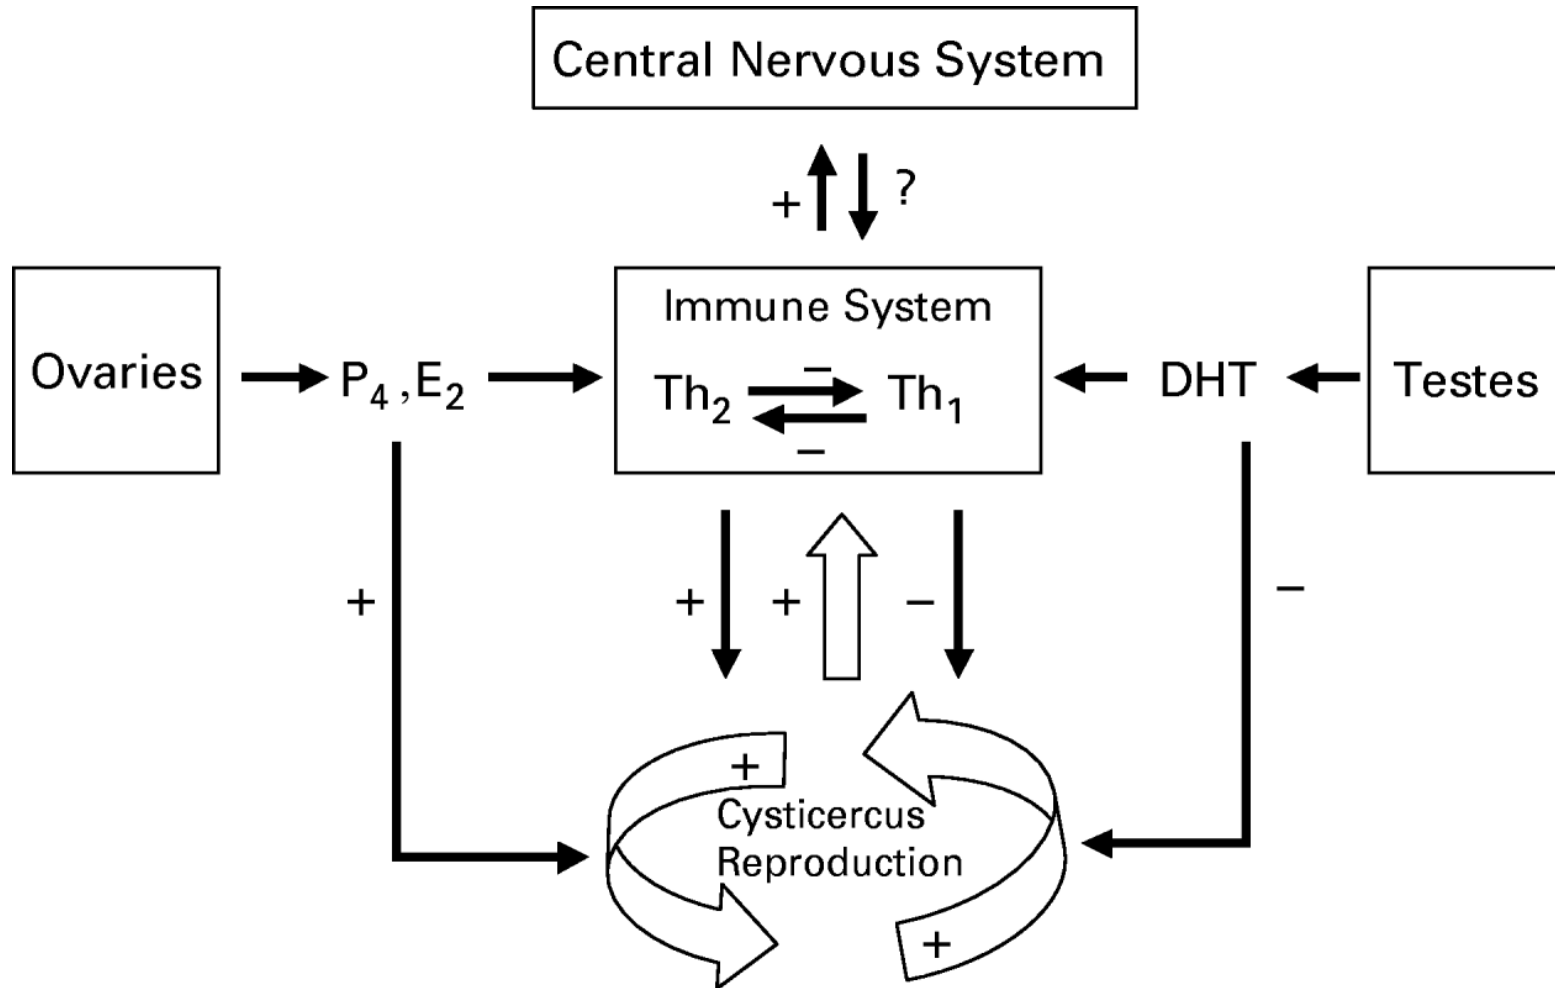 Central Nervous System
+ ?
Immune System
Ovaries P₄,E₂ Th₂ − Th₁ DHT Testes
−
+ + + − −
+
Cysticercus
Reproduction
+